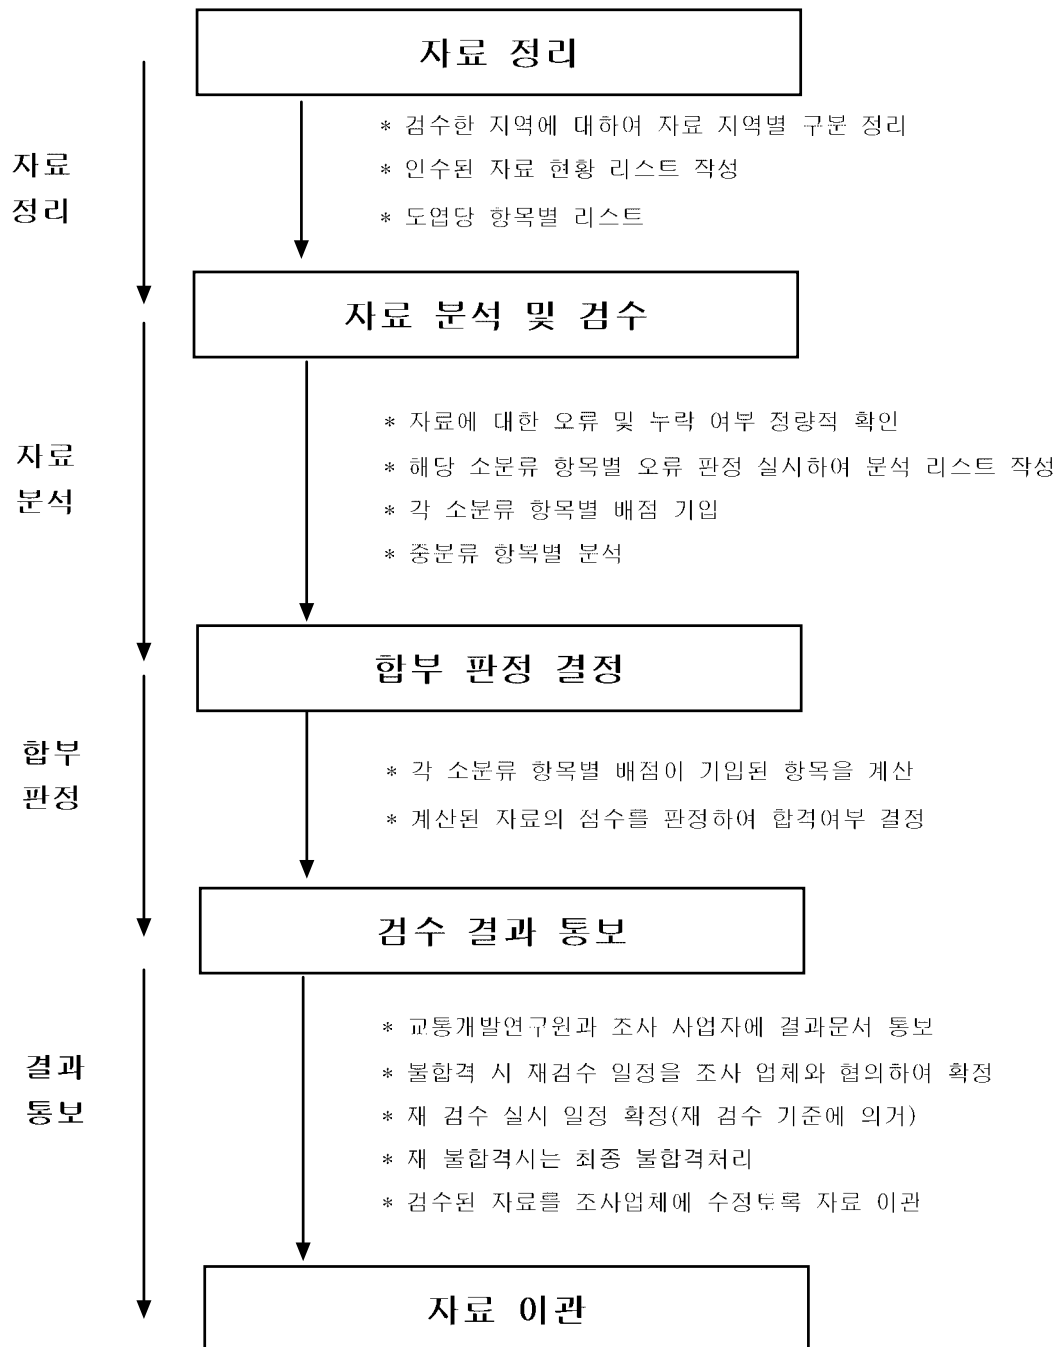 자료 정리
* 검수한 지역에 대하여 자료 지역별 구분 정리
자료
정리
* 인수된 자료 현황 리스트 작성
* 도엽당 항목별 리스트
자료 분석 및 검수
* 자료에 대한 오류 및 누락 여부 정량적 확인
자료
분석
* 해당 소분류 항목별 오류 판정 실시하여 분석 리스트 작성
* 각 소분류 항목별 배점 기입
* 중분류 항복별 분석
합부 판정 결정
합부
판정
* 각 소분류 항목별 배점이 기입된 항목을 계산
* 계산된 자료의 점수를 판정하여 합격여부 결정
검수 결과 통보
* 교통개발연구원과 조사 사업자에 결과문서 통보
결과
통보
* 불합격 시 재검수 일정을 조사 업체와 협의하여 확정
* 재 검수 실시 일정 확정(재 검수 기준에 의거)
* 재 불합격시는 최종 불합격처리
* 검수된 자료를 조사업체에 수정토록 자료 이관
자료 이관